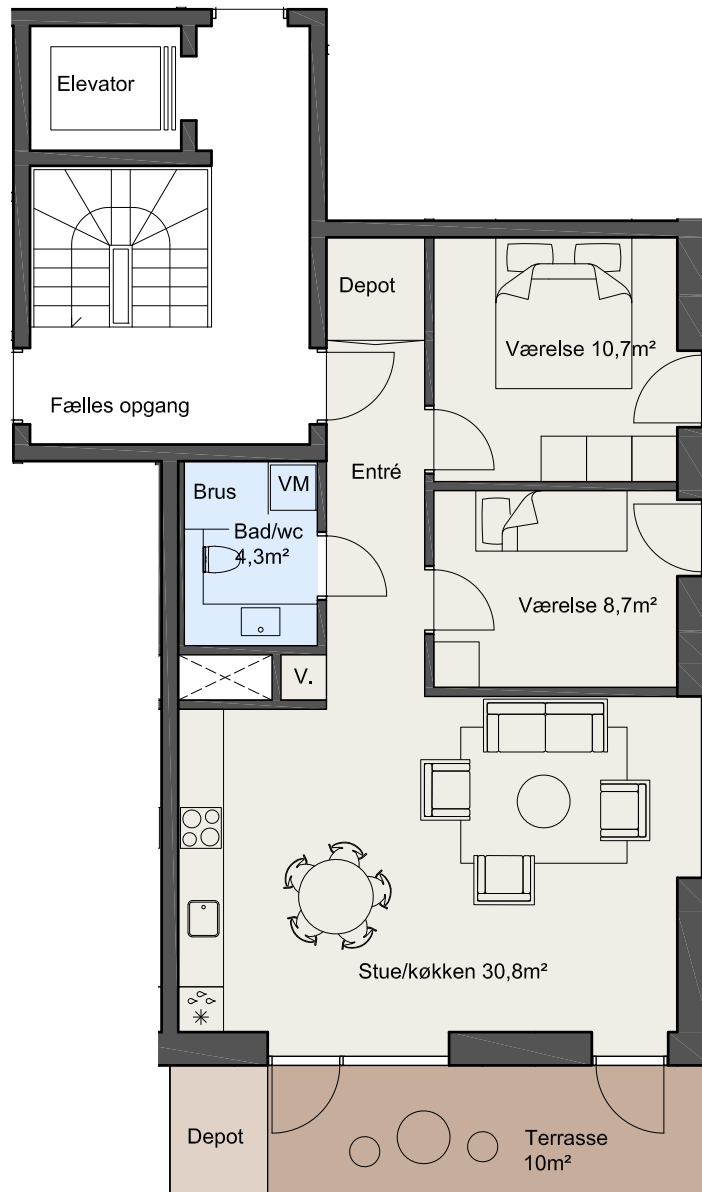 Elevator
Depot
Værelse 10,7m²
Fælles opgang
Entré
Brus
VM
Bad/wc
4,3m²
Værelse 8,7m²
V.
Stue/køkken 30,8m²
Depot
Terrasse
10m²